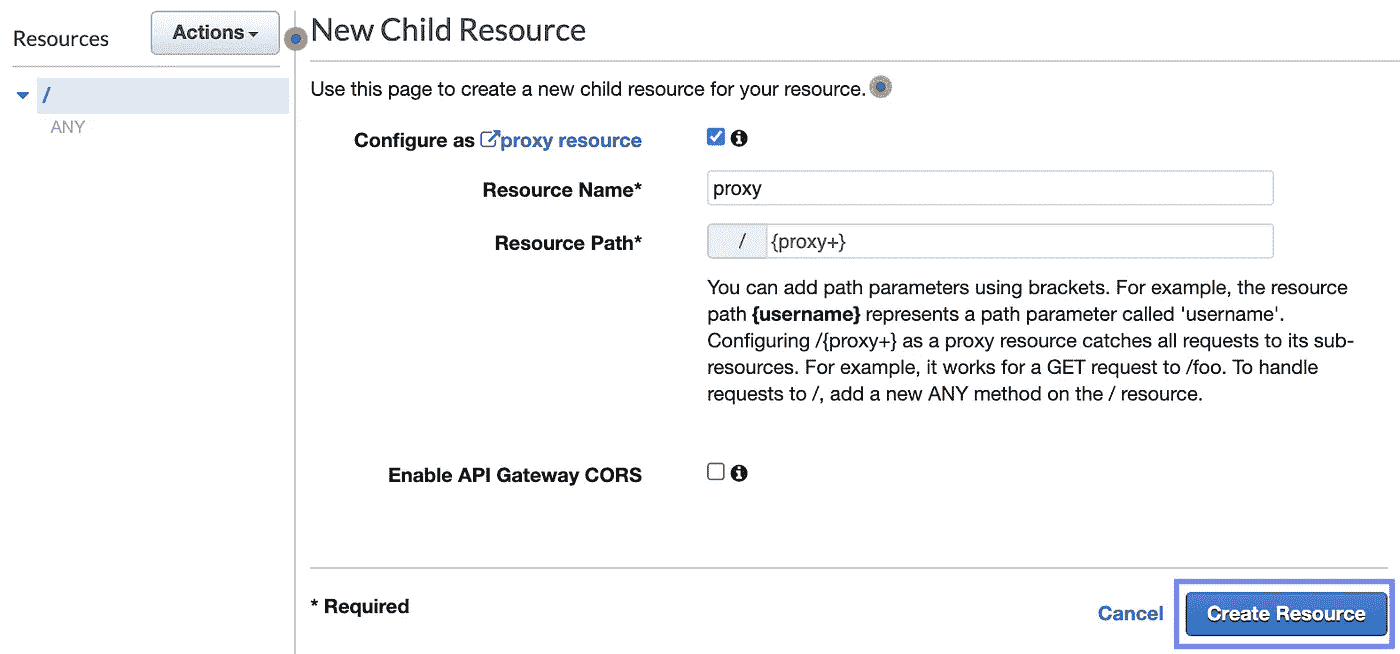 Resources
Actions
/
ANY
New Child Resource
Use this page to create a new child resource for your resource.
Configure as proxy resource
Resource Name*
proxy
Resource Path*
/
{proxy+}
You can add path parameters using brackets. For example, the resource
path {username} represents a path parameter called 'username'.
Configuring /{proxy+} as a proxy resource catches all requests to its sub-
resources. For example, it works for a GET request to /foo. To handle
requests to /, add a new ANY method on the / resource.
Enable API Gateway CORS
* Required
Cancel
Create Resource